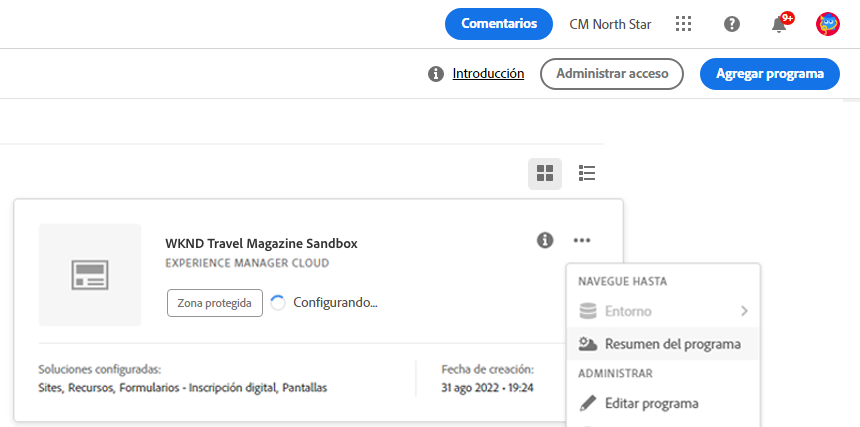 Comentarios CM North Star 9+
Introducción Administrar acceso Agregar programa
WKND Travel Magazine Sandbox
EXPERIENCE MANAGER CLOUD
Zona protegida Configurando...
Soluciones configuradas:
Sites, Recursos, Formularios - Inscripción digital, Pantallas
Fecha de creación:
31 ago 2022 • 19:24
NAVEGUE HASTA
Entorno
Resumen del programa
ADMINISTRAR
Editar programa